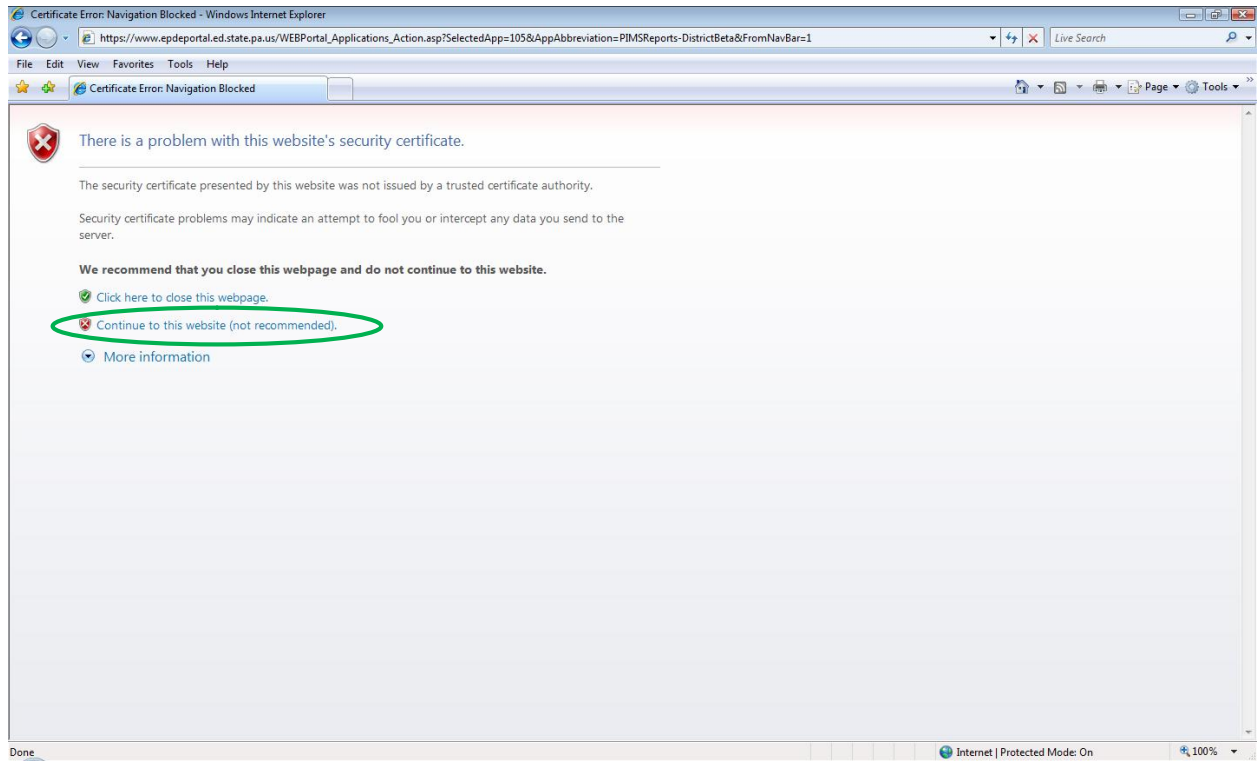 Certificate Error: Navigation Blocked - Windows Internet Explorer
https://www.epdeportal.ed.state.pa.us/WEBPortal_Applications_Action.asp?SelectedApp=105&AppAbbreviation=PIMSReports-DistrictBeta&FromNavBar=1
Live Search
File Edit View Favorites Tools Help
Certificate Error: Navigation Blocked
Page Tools »
There is a problem with this website's security certificate.
The security certificate presented by this website was not issued by a trusted certificate authority.
Security certificate problems may indicate an attempt to fool you or intercept any data you send to the
server.
We recommend that you close this webpage and do not continue to this website.
Click here to close this webpage.
Continue to this website (not recommended).
More information
Done
Internet | Protected Mode: On
100%